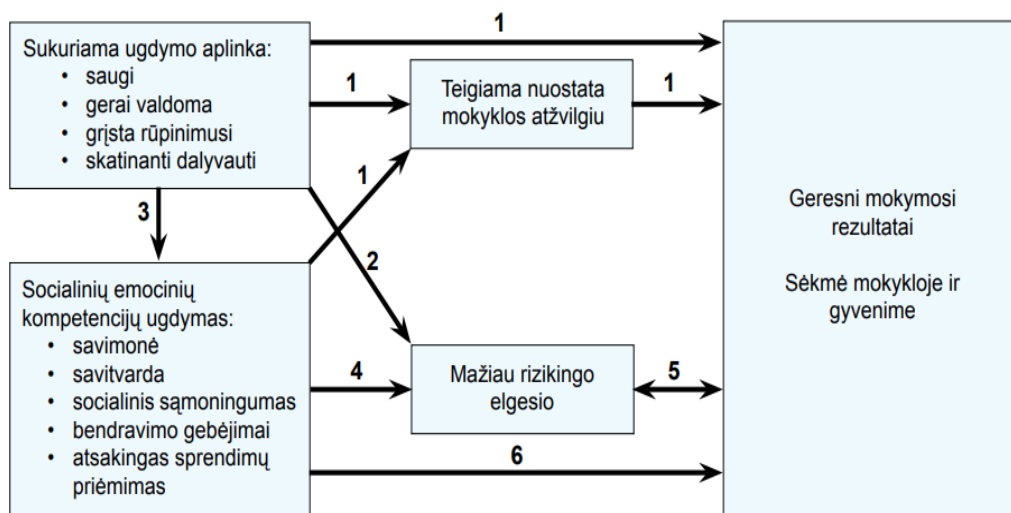 Sukuriama ugdymo aplinka:
• saugi
• gerai valdoma
• grįsta rūpinimusi
• skatinanti dalyvauti
1
1
Teigiama nuostata
mokyklos atžvilgiu
1
1
3
2
Socialinių emocinių
kompetencijų ugdymas:
• savimonė
• savitvarda
• socialinis sąmoningumas
• bendravimo gebėjimai
• atsakingas sprendimų
priėmimas
4
Mažiau rizikingo
elgesio
5
6
Geresni mokymosi
rezultatai
Sėkmė mokykloje ir
gyvenime